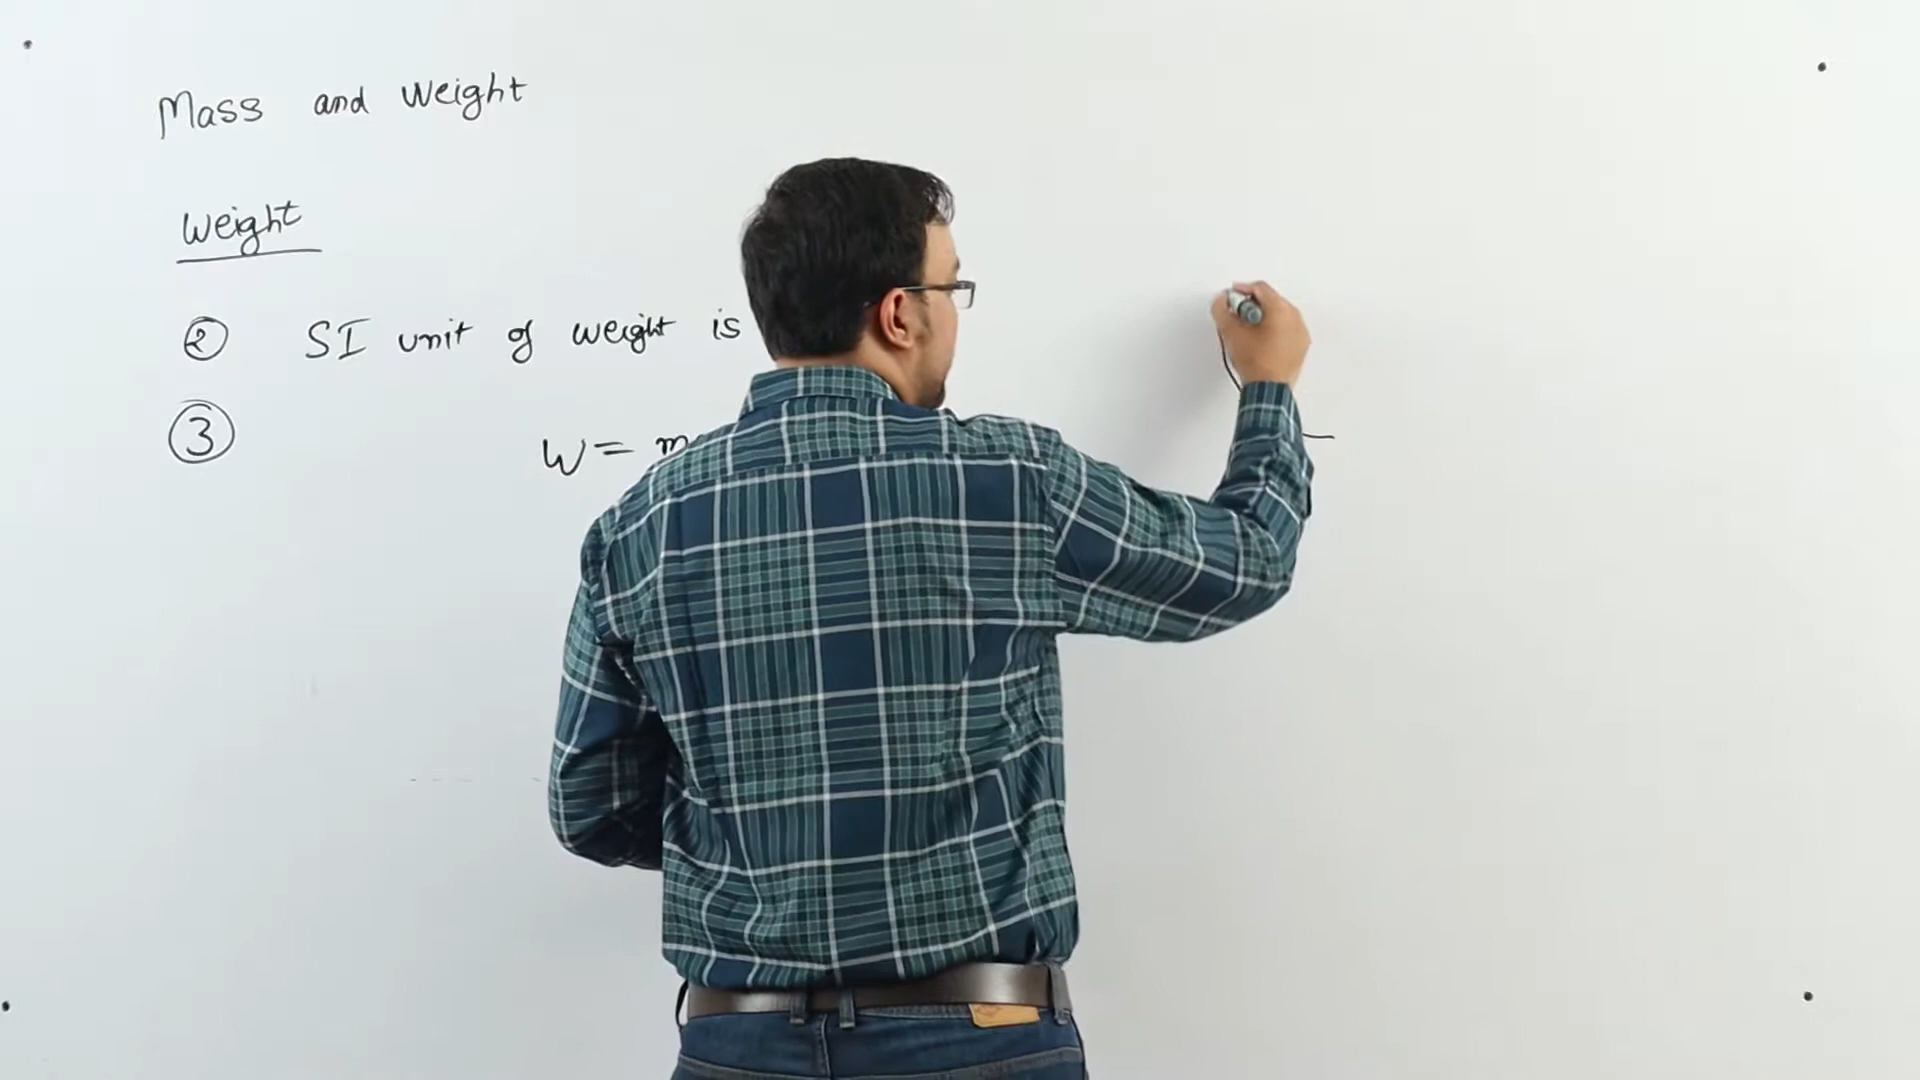 Mass and Weight
Weight
② SI unit of weight is
③ W = m